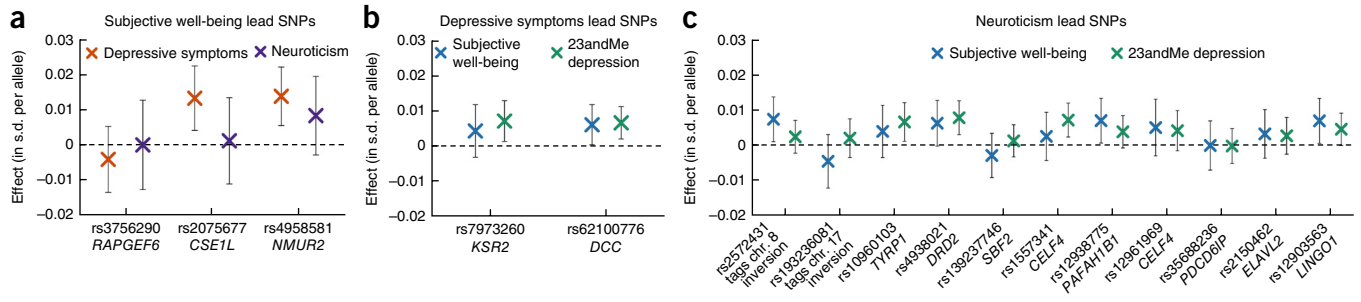 a
Subjective well-being lead SNPs
Effect (in s.d. per allele)
0.03
0.02
0.01
0
−0.01
−0.02
Depressive symptoms
Neuroticism
rs3756290
RAPGEF6
rs2075677
CSE1L
rs4958581
NMUR2
b
Depressive symptoms lead SNPs
Effect (in s.d. per allele)
0.03
0.02
0.01
0
−0.01
−0.02
Subjective
well-being
23andMe
depression
rs7973260
KSR2
rs62100776
DCC
c
Neuroticism lead SNPs
Effect (in s.d. per allele)
0.03
0.02
0.01
0
−0.01
−0.02
Subjective well-being
23andMe depression
rs2572431
tags chr. 8
inversion
rs193236081
tags chr. 17
inversion
rs10960103
TYRP1
rs4938021
DRD2
rs139237746
SBF2
rs1557341
CELF4
rs12938775
PAFAH1B1
rs12961969
CELF4
rs35688236
PDCD6IP
rs2150462
ELAVL2
rs12903563
LINGO1